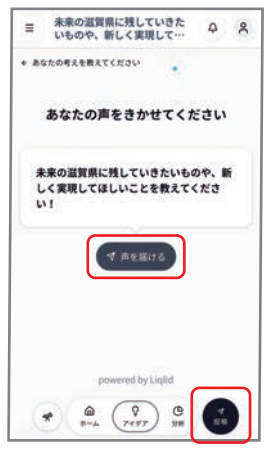 未来の滋賀県に残していきた
いものや、新しく実現して…
← あなたの考えを教えてください
あなたの声をきかせてください
未来の滋賀県に残していきたいものや、新
しく実現してほしいことを教えてくださ
い！
声を届ける
powered by Liqlid
ホーム
アイデア
分析
投稿